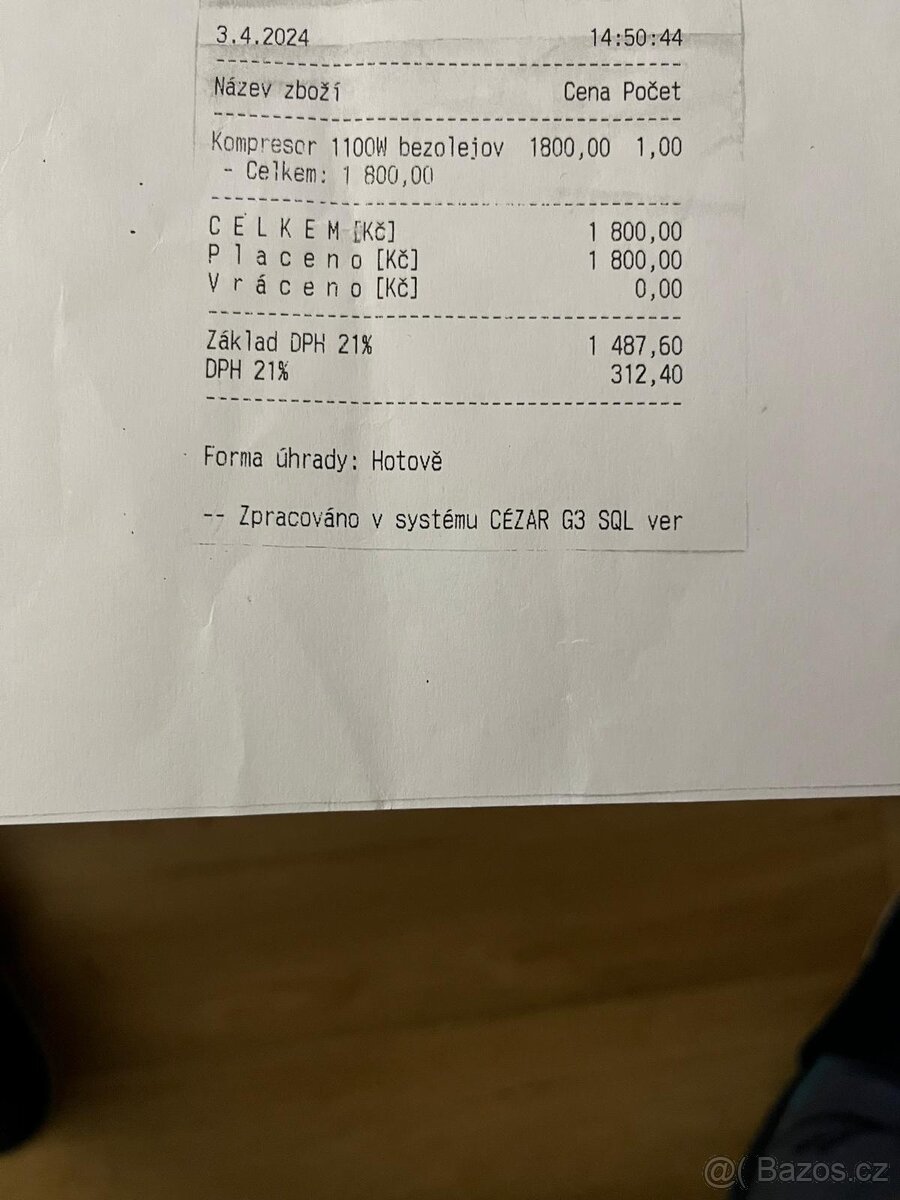 3.4.2024 14:50:44
Název zboží Cena Počet
Kompresor 1100W bezolejov 1800,00 1,00
- Celkem: 1 800,00
C E L K E M [Kč] 1 800,00
P l a c e n o [Kč] 1 800,00
V r á c e n o [Kč] 0,00
Základ DPH 21% 1 487,60
DPH 21% 312,40
Forma úhrady: Hotově
-- Zpracováno v systému CÉZAR G3 SQL ver
@( Bazos.cz